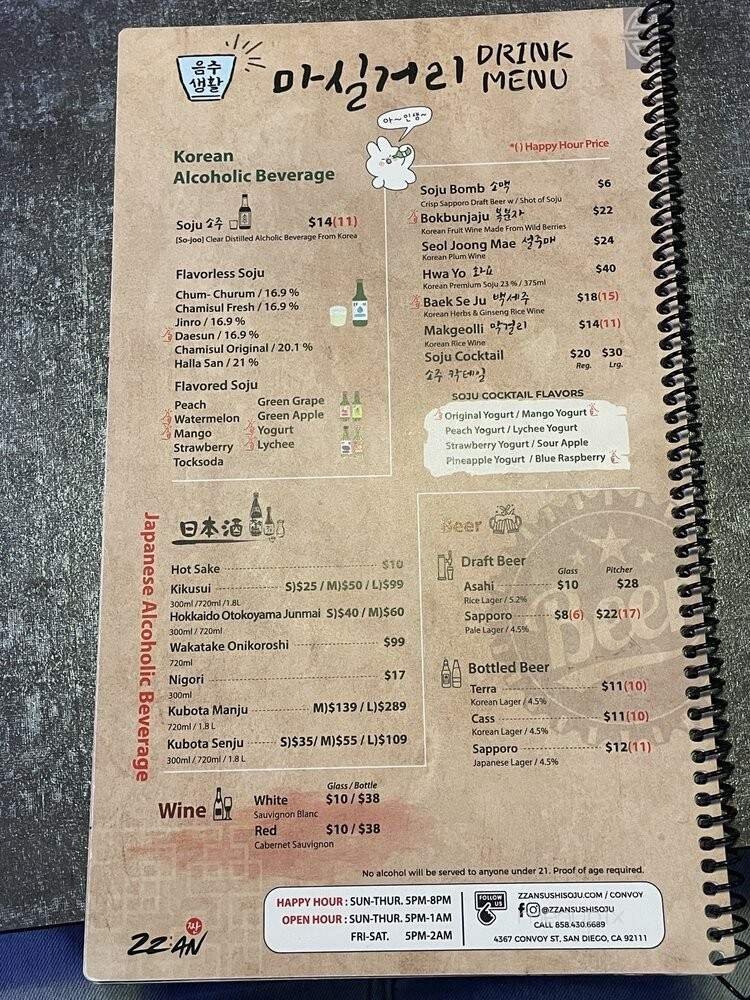 음주
생활
마실거리 DRINK
MENU
아~인생~
Korean
Alcoholic Beverage
Soju 소주 $14(11)
[So-joo] Clear Distilled Alcholic Beverage From Korea
Flavorless Soju
Chum- Churum / 16.9 %
Chamisul Fresh / 16.9 %
Jinro / 16.9 %
Daesun / 16.9 %
Chamisul Original / 20.1 %
Halla San / 21 %
Flavored Soju
Peach
Watermelon
Mango
Strawberry
Tocksoda
Green Grape
Green Apple
Yogurt
Lychee
*( ) Happy Hour Price
Soju Bomb 소맥 $6
Crisp Sapporo Draft Beer w / Shot of Soju
Bokbunjaju 복분자 $22
Korean Fruit Wine Made From Wild Berries
Seol Joong Mae 설중매 $24
Korean Plum Wine
Hwa Yo 화요 $40
Korean Premium Soju 23 % / 375ml
Baek Se Ju 백세주 $18(15)
Korean Herbs & Ginseng Rice Wine
Makgeolli 막걸리 $14(11)
Korean Rice Wine
Soju Cocktail $20 $30
소주 칵테일 Reg. Lrg.
SOJU COCKTAIL FLAVORS
Original Yogurt / Mango Yogurt
Peach Yogurt / Lychee Yogurt
Strawberry Yogurt / Sour Apple
Pineapple Yogurt / Blue Raspberry
Japanese Alcoholic Beverage
日本酒
Hot Sake $10
Kikusui S)$25 / M)$50 / L)$99
300ml /720ml /1.8L
Hokkaido Otokoyama Junmai S)$40 / M)$60
300ml / 720ml
Wakatake Onikoroshi $99
720ml
Nigori $17
300ml
Kubota Manju M)$139 / L)$289
720ml / 1.8 L
Kubota Senju S)$35/ M)$55 / L)$109
300ml / 720ml / 1.8 L
Beer
Beer
Draft Beer Glass Pitcher
Asahi $10 $28
Rice Lager / 5.2%
Sapporo $8(6) $22(17)
Pale Lager / 4.5%
Bottled Beer
Terra $11(10)
Korean Lager / 4.5%
Cass $11(10)
Korean Lager / 4.5%
Sapporo $12(11)
Japanese Lager / 4.5%
Wine
Glass / Bottle
White $10 / $38
Sauvignon Blanc
Red $10 / $38
Cabernet Sauvignon
No alcohol will be served to anyone under 21. Proof of age required.
짠
ZZ:AN
HAPPY HOUR : SUN-THUR. 5PM-8PM
OPEN HOUR : SUN-THUR. 5PM-1AM
FRI-SAT. 5PM-2AM
FOLLOW
US
ZZANSUSHISOJU.COM / CONVOY
@ZZANSUSHISOJU
CALL 858.430.6689
4367 CONVOY ST, SAN DIEGO, CA 92111